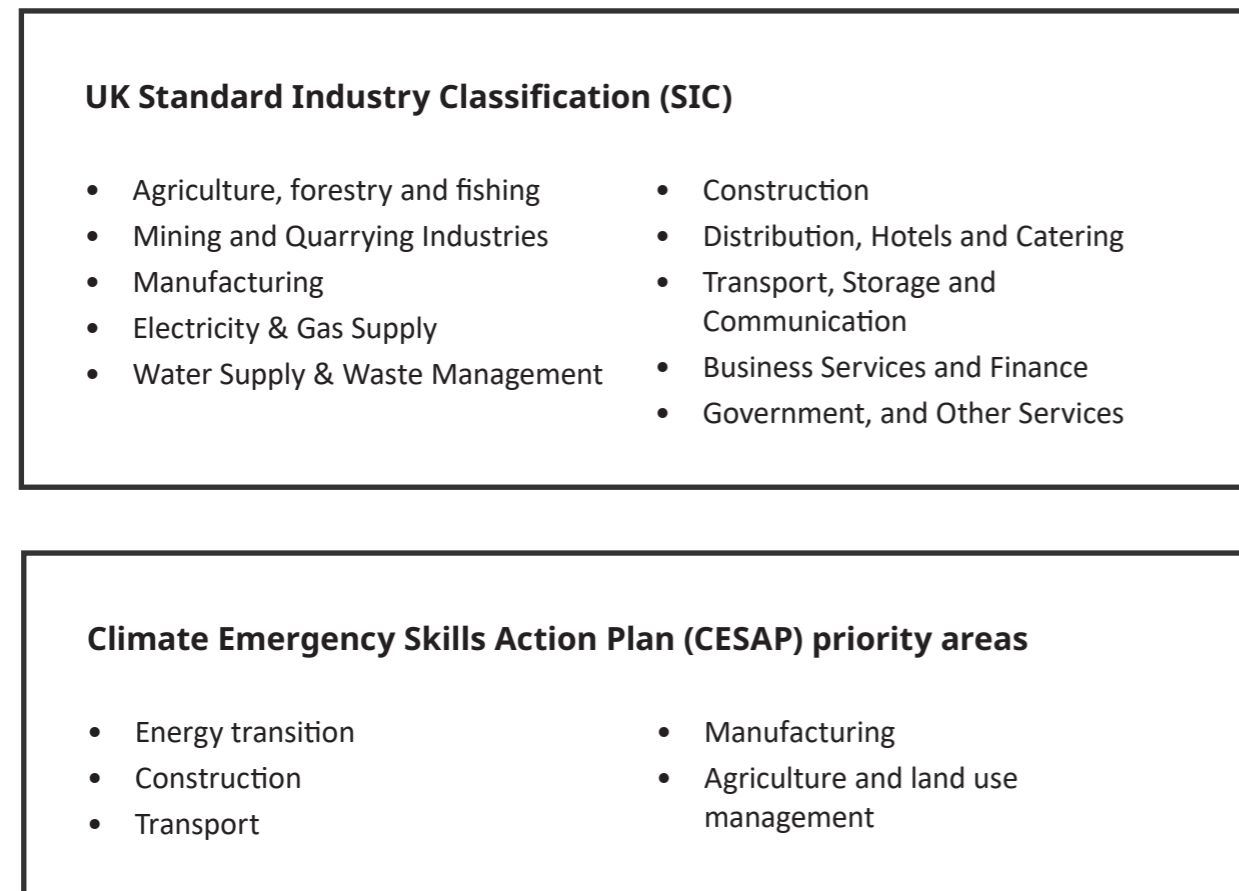 UK Standard Industry Classification (SIC)
• Agriculture, forestry and fishing
• Mining and Quarrying Industries
• Manufacturing
• Electricity & Gas Supply
• Water Supply & Waste Management
• Construction
• Distribution, Hotels and Catering
• Transport, Storage and
Communication
• Business Services and Finance
• Government, and Other Services
Climate Emergency Skills Action Plan (CESAP) priority areas
• Energy transition
• Construction
• Transport
• Manufacturing
• Agriculture and land use
management